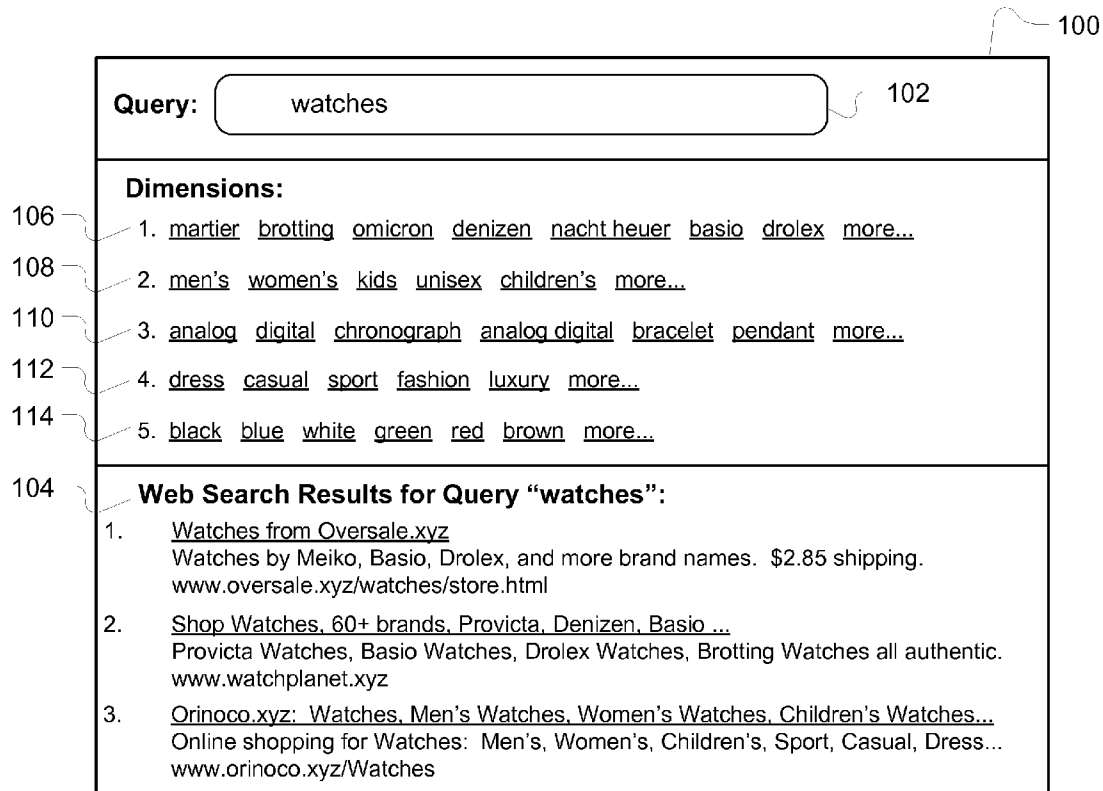 100
Query: watches 102
Dimensions:
106 1. martier brotting omicron denizen nacht heuer basio drolex more...
108 2. men's women's kids unisex children's more...
110 3. analog digital chronograph analog digital bracelet pendant more...
112 4. dress casual sport fashion luxury more...
114 5. black blue white green red brown more...
104 Web Search Results for Query “watches”:
1. Watches from Oversale.xyz
Watches by Meiko, Basio, Drolex, and more brand names. $2.85 shipping.
www.oversale.xyz/watches/store.html
2. Shop Watches, 60+ brands, Provicta, Denizen, Basio ...
Provicta Watches, Basio Watches, Drolex Watches, Brotting Watches all authentic.
www.watchplanet.xyz
3. Orinoco.xyz: Watches, Men's Watches, Women's Watches, Children's Watches...
Online shopping for Watches: Men's, Women's, Children's, Sport, Casual, Dress...
www.orinoco.xyz/Watches